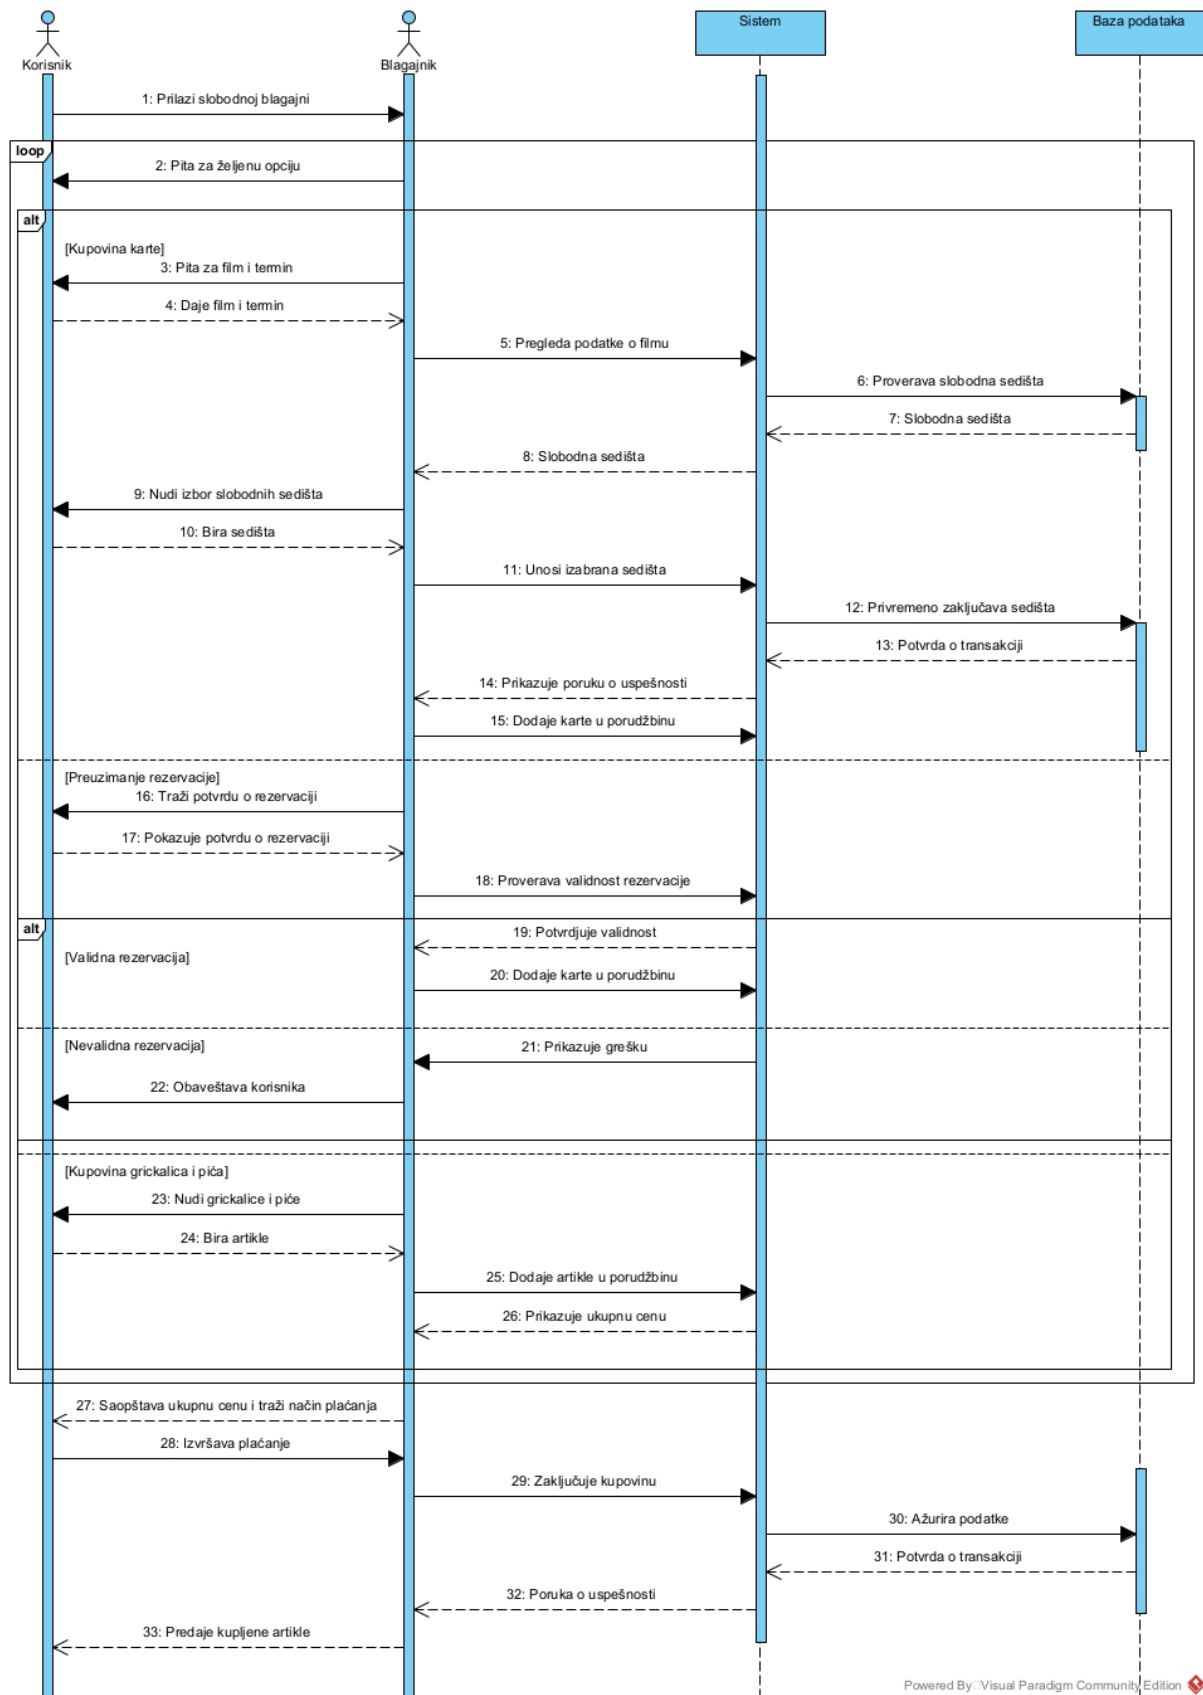 Korisnik
Blagajnik
Sistem
Baza podataka
1: Prilazi slobodnoj blagajni
loop
2: Pita za željenu opciju
alt
[Kupovina karte]
3: Pita za film i termin
4: Daje film i termin
5: Pregleda podatke o filmu
6: Proverava slobodna sedišta
7: Slobodna sedišta
8: Slobodna sedišta
9: Nudi izbor slobodnih sedišta
10: Bira sedišta
11: Unosi izabrana sedišta
12: Privremeno zaključava sedišta
13: Potvrda o transakciji
14: Prikazuje poruku o uspešnosti
15: Dodaje karte u porudžbinu
[Preuzimanje rezervacije]
16: Traži potvrdu o rezervaciji
17: Pokazuje potvrdu o rezervaciji
18: Proverava validnost rezervacije
alt
19: Potvrdjuje validnost
[Validna rezervacija]
20: Dodaje karte u porudžbinu
[Nevalidna rezervacija]
21: Prikazuje grešku
22: Obaveštava korisnika
[Kupovina grickalica i pića]
23: Nudi grickalice i piće
24: Bira artikle
25: Dodaje artikle u porudžbinu
26: Prikazuje ukupnu cenu
27: Saopštava ukupnu cenu i traži način plaćanja
28: Izvršava plaćanje
29: Zaključuje kupovinu
30: Ažurira podatke
31: Potvrda o transakciji
32: Poruka o uspešnosti
33: Predaje kupljene artikle
Powered By Visual Paradigm Community Edition